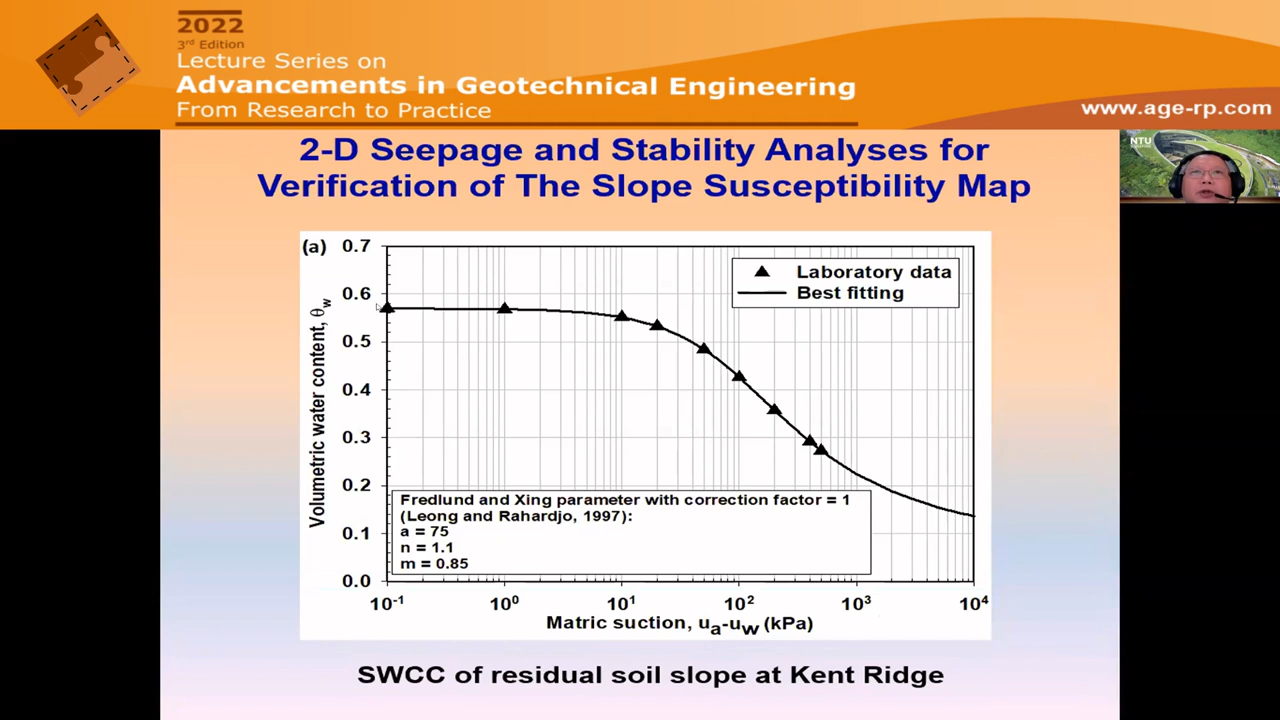 2022
3rd Edition
Lecture Series on
Advancements in Geotechnical Engineering
From Research to Practice
www.age-rp.com
NTU
2-D Seepage and Stability Analyses for
Verification of The Slope Susceptibility Map
(a)
0.7
0.6
0.5
0.4
0.3
0.2
0.1
0.0
Volumetric water content, θw
Laboratory data
Best fitting
Fredlund and Xing parameter with correction factor = 1
(Leong and Rahardjo, 1997):
a = 75
n = 1.1
m = 0.85
10-1 100 101 102 103 104
Matric suction, ua-uw (kPa)
SWCC of residual soil slope at Kent Ridge